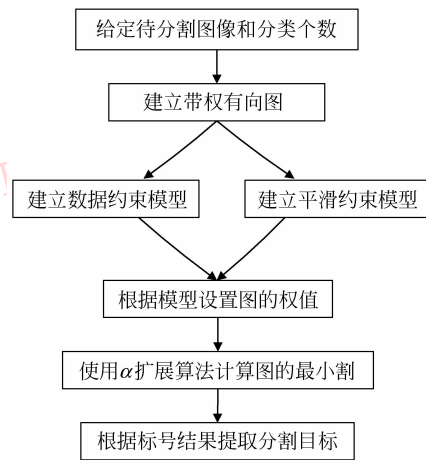 给定待分割图像和分类个数
建立带权有向图
建立数据约束模型
建立平滑约束模型
根据模型设置图的权值
使用α扩展算法计算图的最小割
根据标号结果提取分割目标